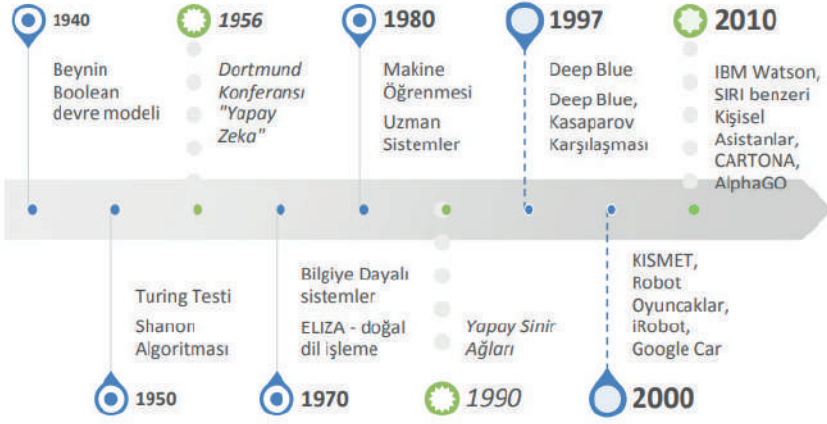 1940
Beynin
Boolean
devre modeli
1956
Dortmund
Konferansı
"Yapay
Zeka"
1980
Makine
Öğrenmesi
Uzman
Sistemler
1997
Deep Blue
Deep Blue,
Kasaparov
Karşılaşması
2010
IBM Watson,
SIRI benzeri
Kişisel
Asistanlar,
CARTONA,
AlphaGO
Turing Testi
Shanon
Algoritması
1950
Bilgiye Dayalı
sistemler
ELIZA - doğal
dil işleme
1970
Yapay Sinir
Ağları
1990
KISMET,
Robot
Oyuncaklar,
iRobot,
Google Car
2000